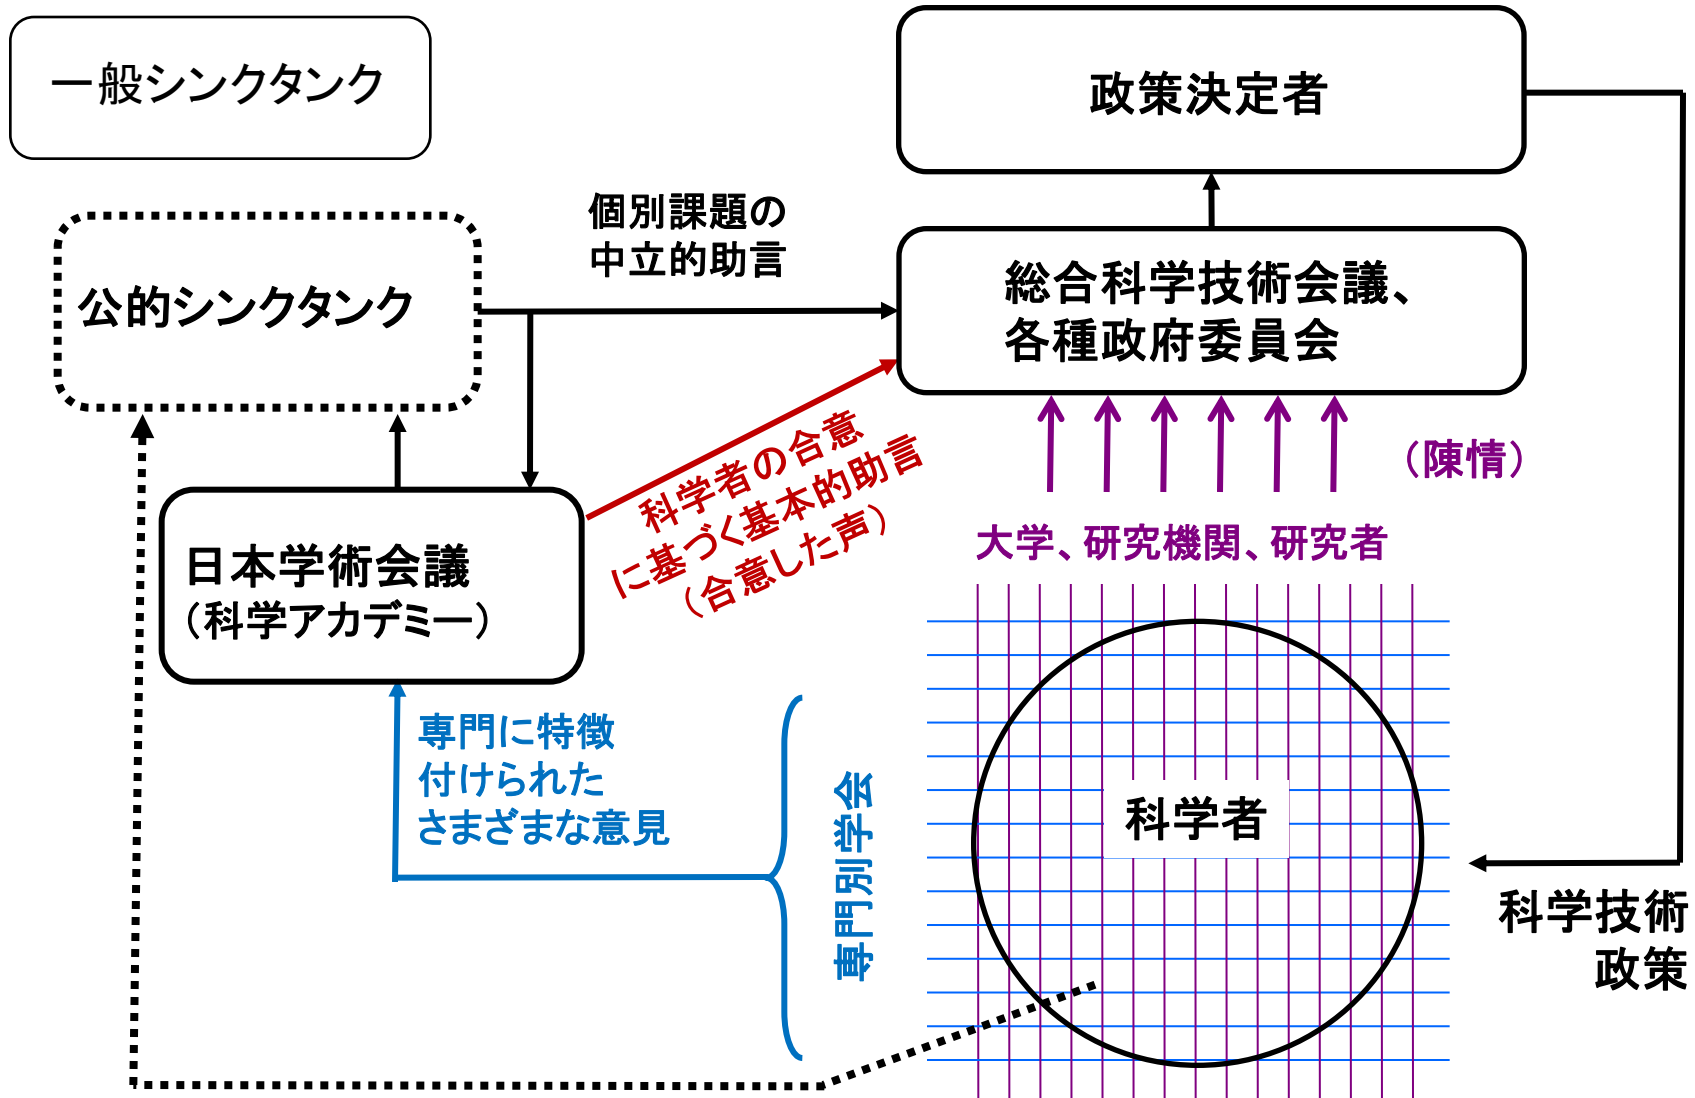 一般シンクタンク
政策決定者
個別課題の
中立的助言
公的シンクタンク
総合科学技術会議、
各種政府委員会
科学者の合意
に基づく基本的助言
（合意した声）
（陳情）
大学、研究機関、研究者
日本学術会議
（科学アカデミー）
専門に特徴
付けられた
さまざまな意見
専門別学会
科学者
科学技術
政策